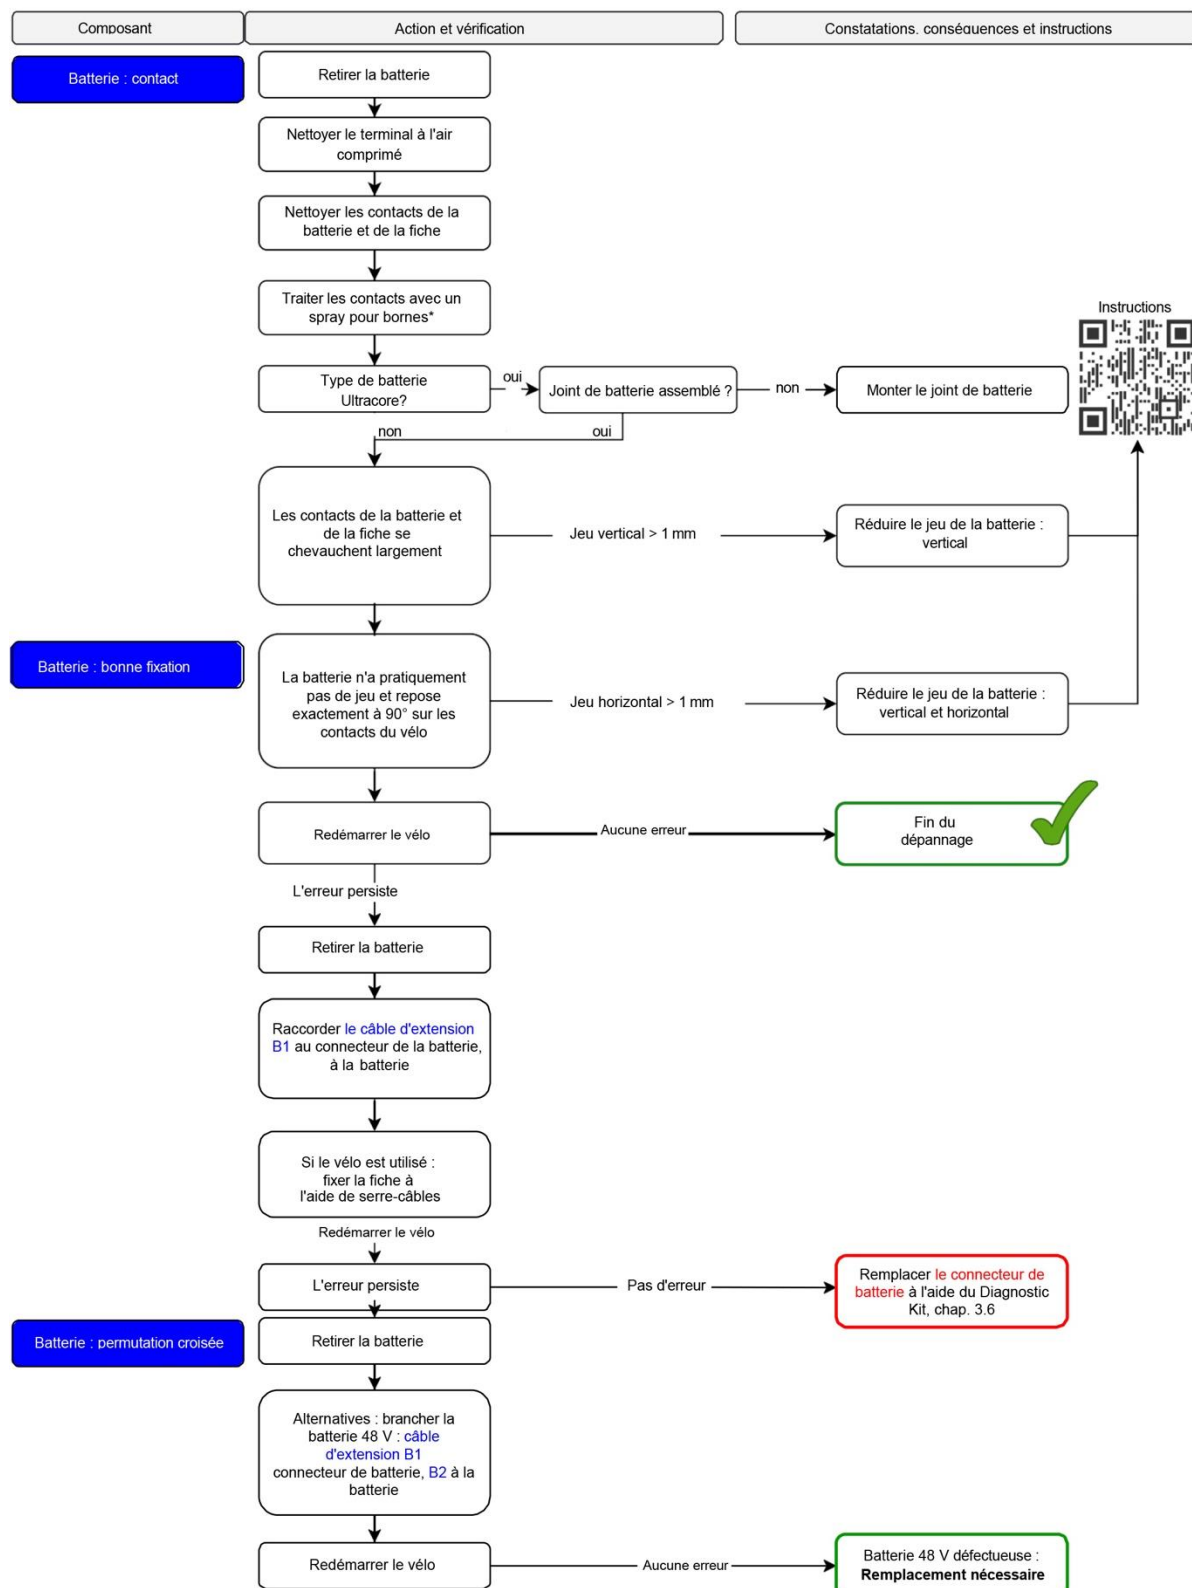 Composant
Action et vérification
Constatations, conséquences et instructions
Batterie : contact
Retirer la batterie
Nettoyer le terminal à l'air
comprimé
Nettoyer les contacts de la
batterie et de la fiche
Traiter les contacts avec un
spray pour bornes*
Instructions
Type de batterie
Ultracore?
oui
Joint de batterie assemblé ?
non
Monter le joint de batterie
non
oui
Les contacts de la batterie et
de la fiche se
chevauchent largement
Jeu vertical > 1 mm
Réduire le jeu de la batterie :
vertical
Batterie : bonne fixation
La batterie n'a pratiquement
pas de jeu et repose
exactement à 90° sur les
contacts du vélo
Jeu horizontal > 1 mm
Réduire le jeu de la batterie :
vertical et horizontal
Redémarrer le vélo
Aucune erreur
Fin du
dépannage
L'erreur persiste
Retirer la batterie
Raccorder le câble d'extension
B1 au connecteur de la batterie,
à la batterie
Si le vélo est utilisé :
fixer la fiche à
l'aide de serre-câbles
Redémarrer le vélo
L'erreur persiste
Pas d'erreur
Remplacer le connecteur de
batterie à l'aide du Diagnostic
Kit, chap. 3.6
Batterie : permutation croisée
Retirer la batterie
Alternatives : brancher la
batterie 48 V : câble
d'extension B1
connecteur de batterie, B2 à la
batterie
Redémarrer le vélo
Aucune erreur
Batterie 48 V défectueuse :
Remplacement nécessaire